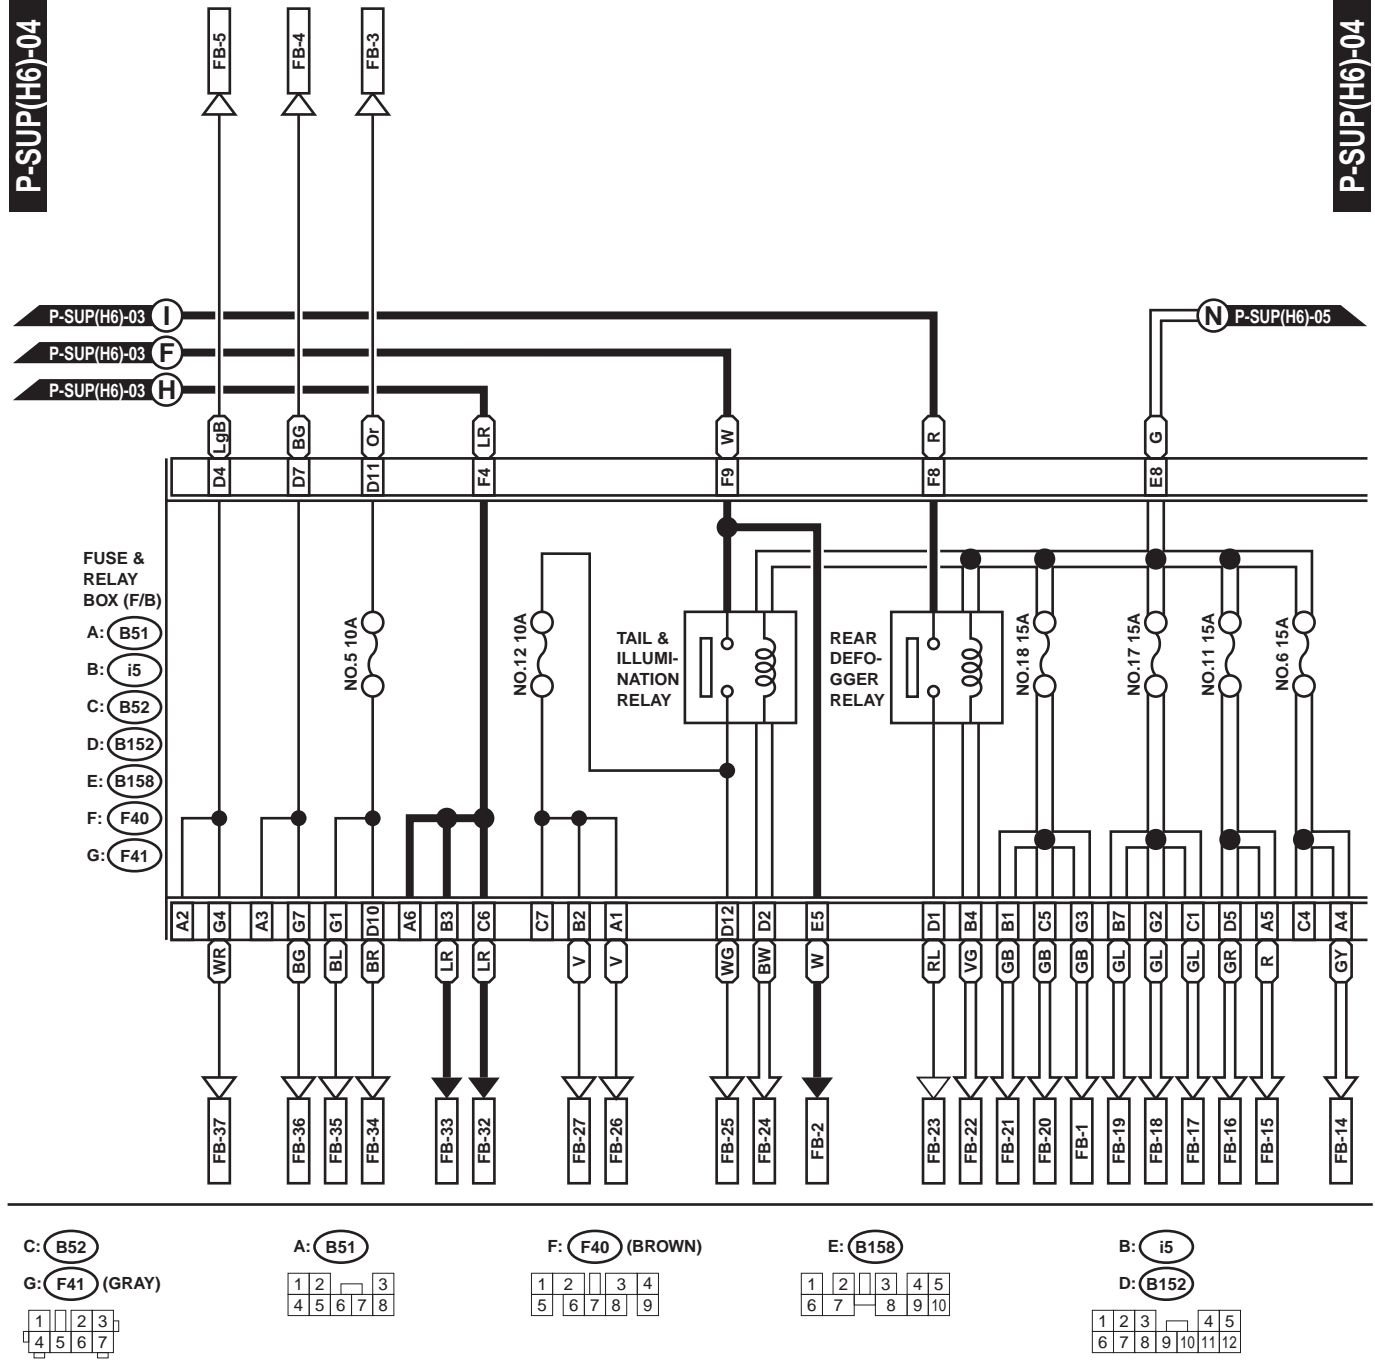 P-SUP(H6)-04
P-SUP(H6)-04
FB-5
FB-4
FB-3
P-SUP(H6)-03 I
N P-SUP(H6)-05
P-SUP(H6)-03 F
P-SUP(H6)-03 H
LgB BG Or LR W R G
D4 D7 D11 F4 F9 F8 E8
FUSE &
RELAY
BOX (F/B)
A: B51
B: i5
C: B52
D: B152
E: B158
F: F40
G: F41
NO.5 10A
NO.12 10A
TAIL &
ILLUMI-
NATION
RELAY
REAR
DEFO-
GGER
RELAY
NO.18 15A
NO.17 15A
NO.11 15A
NO.6 15A
A2 G4 A3 G7 G1 D10 A6 B3 C6 C7 B2 A1 D12 D2 E5 D1 B4 B1 C5 G3 B7 G2 C1 D5 A5 C4 A4
WR BG BL BR LR LR V V WG BW W RL VG GB GB GB GL GL GL GR R GY
FB-37 FB-36 FB-35 FB-34 FB-33 FB-32 FB-27 FB-26 FB-25 FB-24 FB-2 FB-23 FB-22 FB-21 FB-20 FB-1 FB-19 FB-18 FB-17 FB-16 FB-15 FB-14
C: B52
G: F41 (GRAY)
1 2 3
4 5 6 7
A: B51
1 2 3
4 5 6 7 8
F: F40 (BROWN)
1 2 3 4
5 6 7 8 9
E: B158
1 2 3 4 5
6 7 8 9 10
B: i5
D: B152
1 2 3 4 5
6 7 8 9 10 11 12